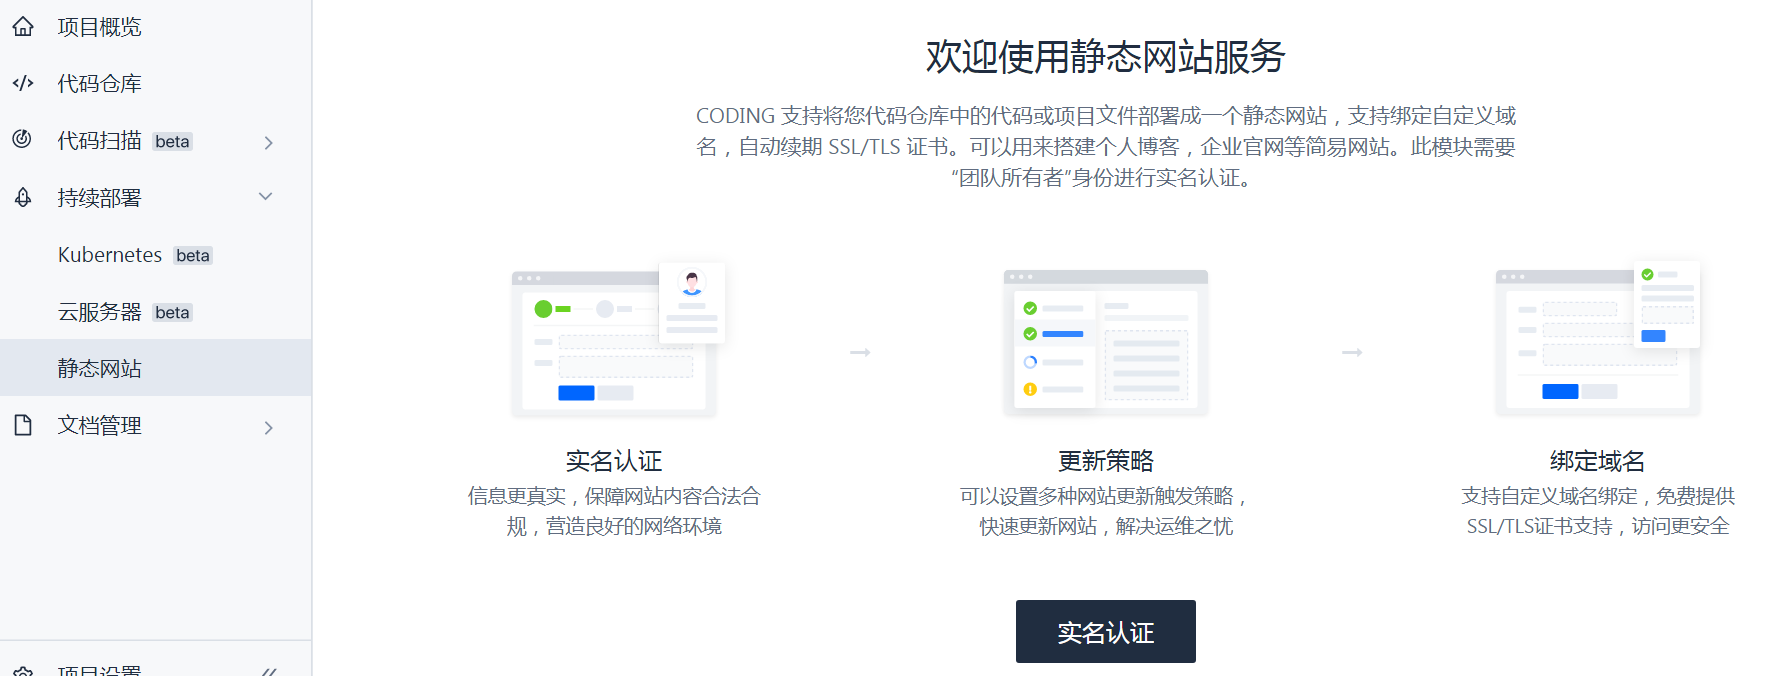 项目概览
代码仓库
代码扫描 beta
持续部署
Kubernetes beta
云服务器 beta
静态网站
文档管理
项目设置
欢迎使用静态网站服务
CODING 支持将您代码仓库中的代码或项目文件部署成一个静态网站，支持绑定自定义域
名，自动续期 SSL/TLS 证书。可以用来搭建个人博客，企业官网等简易网站。此模块需要
“团队所有者”身份进行实名认证。
实名认证
信息更真实，保障网站内容合法合
规，营造良好的网络环境
更新策略
可以设置多种网站更新触发策略，
快速更新网站，解决运维之忧
绑定域名
支持自定义域名绑定，免费提供
SSL/TLS证书支持，访问更安全
实名认证